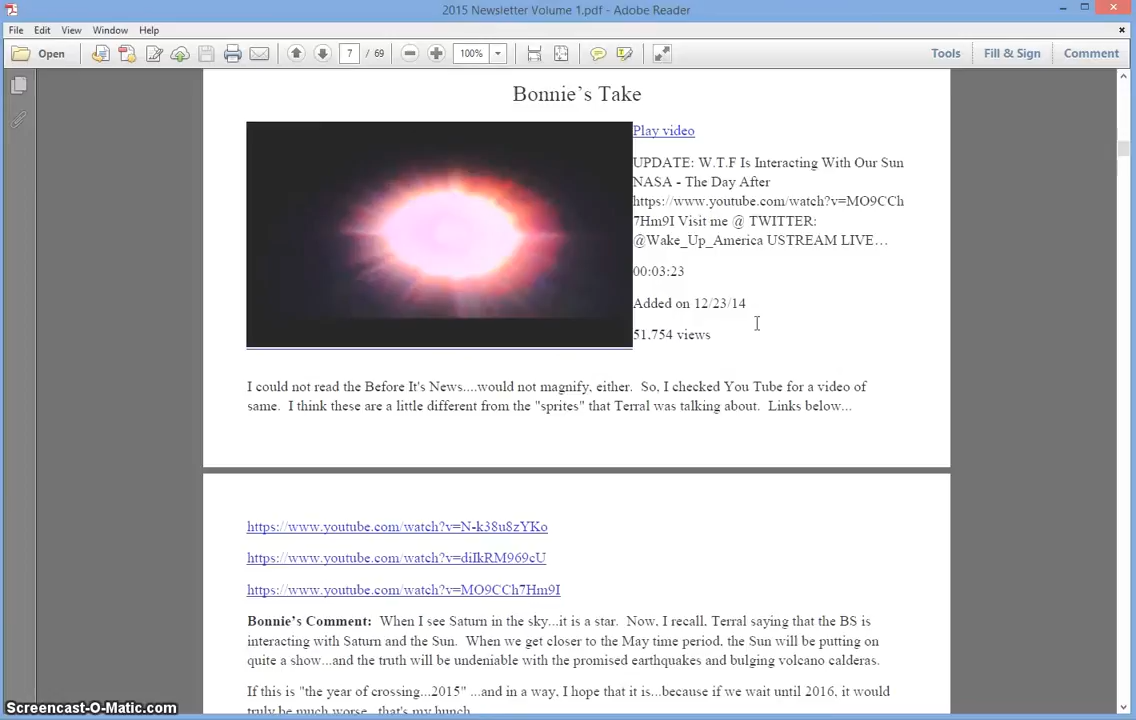 2015 Newsletter Volume 1.pdf - Adobe Reader
File Edit View Window Help
Open 7 / 69 100% Tools Fill & Sign Comment
Bonnie's Take
Play video
UPDATE: W.T.F Is Interacting With Our Sun
NASA - The Day After
https://www.youtube.com/watch?v=MO9CCh
7Hm9I Visit me @ TWITTER:
@Wake_Up_America USTREAM LIVE…
00:03:23
Added on 12/23/14
51,754 views
I could not read the Before It's News....would not magnify, either.  So, I checked You Tube for a video of
same.  I think these are a little different from the "sprites" that Terral was talking about.  Links below...
https://www.youtube.com/watch?v=N-k38u8zYKo
https://www.youtube.com/watch?v=diIkRM969cU
https://www.youtube.com/watch?v=MO9CCh7Hm9I
Bonnie's Comment:  When I see Saturn in the sky...it is a star.  Now, I recall, Terral saying that the BS is
interacting with Saturn and the Sun.  When we get closer to the May time period, the Sun will be putting on
quite a show...and the truth will be undeniable with the promised earthquakes and bulging volcano calderas.
If this is "the year of crossing...2015" ...and in a way, I hope that it is...because if we wait until 2016, it would
truly be much worse...that's my hunch
Screencast-O-Matic.com